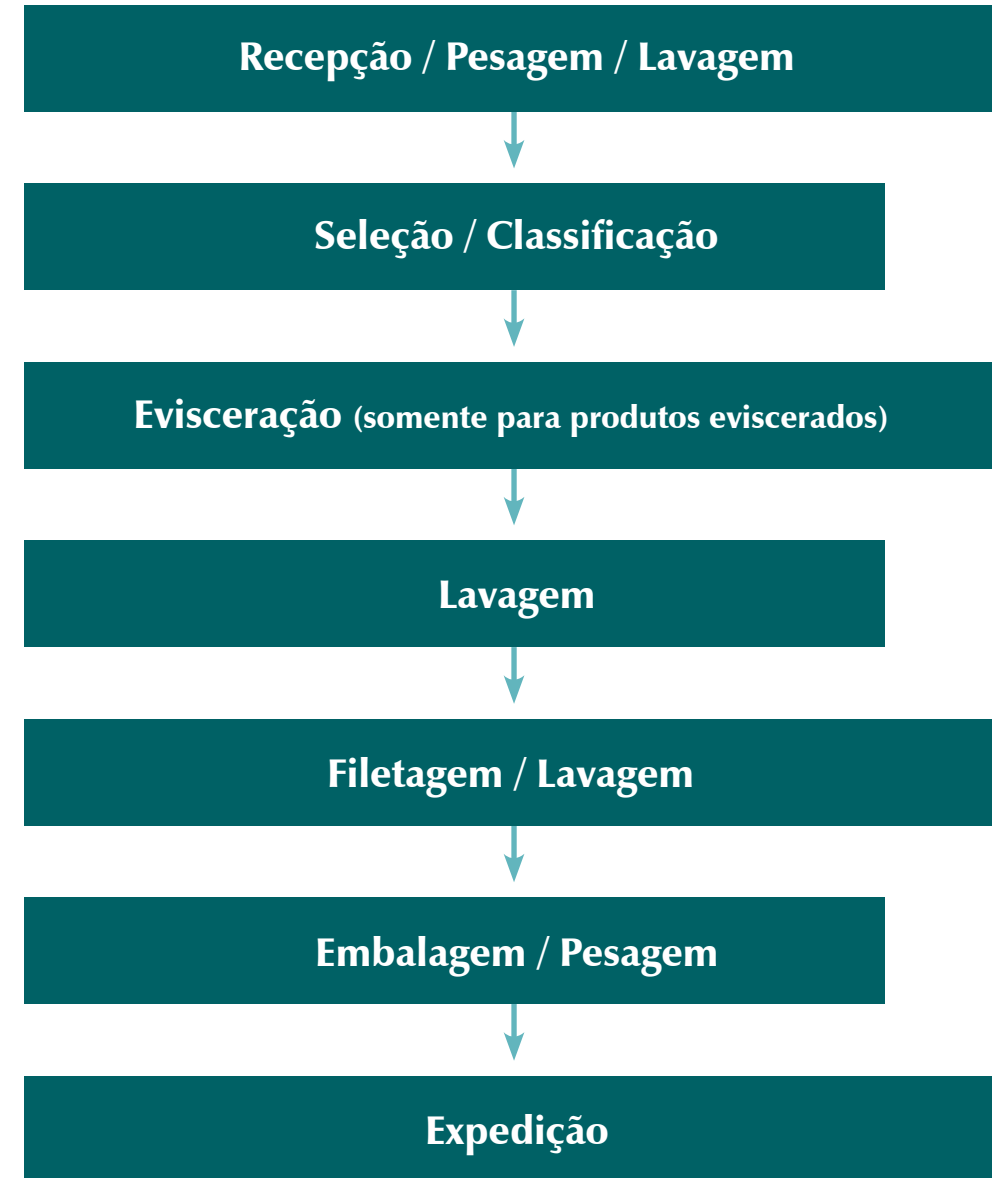 Recepção / Pesagem / Lavagem
Seleção / Classificação
Evisceração (somente para produtos eviscerados)
Lavagem
Filetagem / Lavagem
Embalagem / Pesagem
Expedição